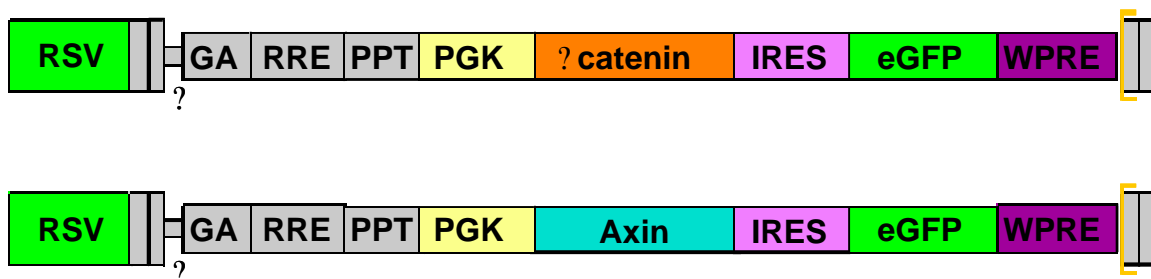 RSV GA RRE PPT PGK ? catenin IRES eGFP WPRE
?
RSV GA RRE PPT PGK Axin IRES eGFP WPRE
?